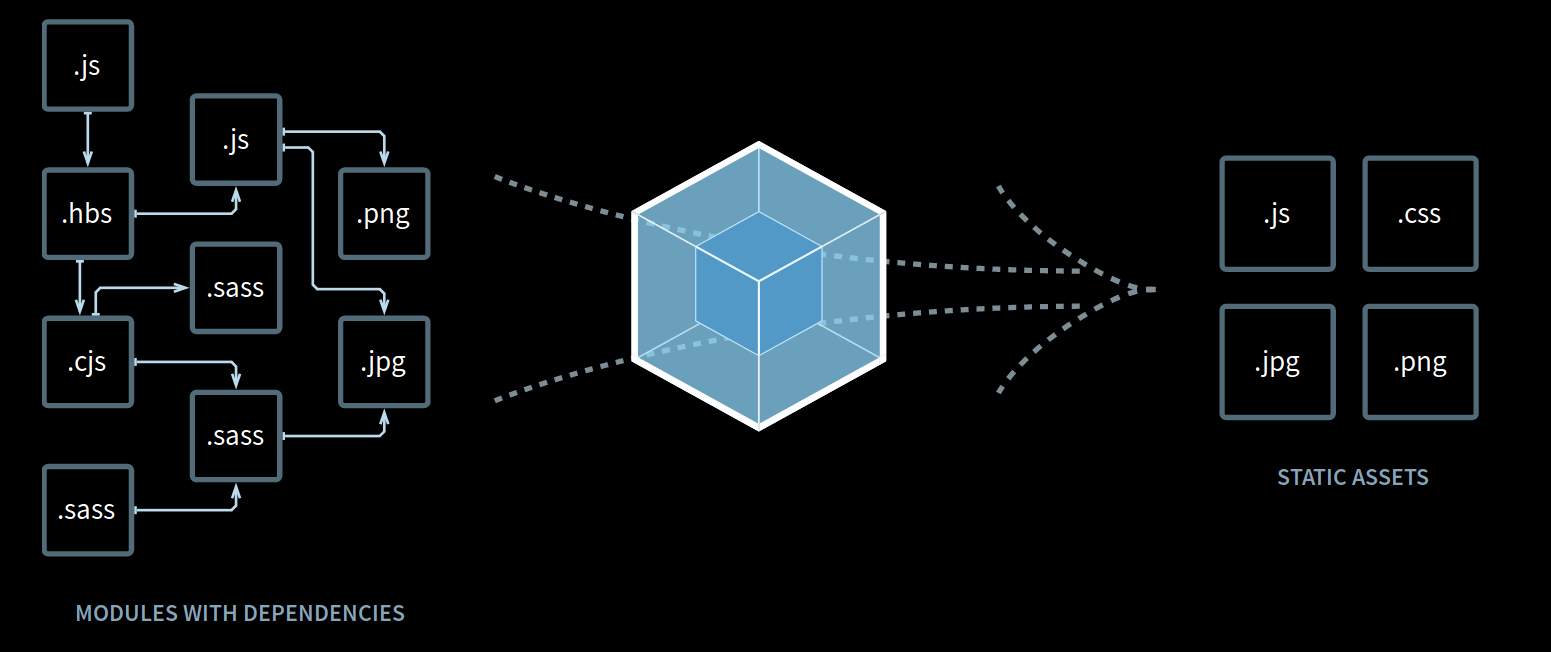 .js
.js
.hbs
.png
.sass
.cjs
.jpg
.sass
.sass
MODULES WITH DEPENDENCIES
.js
.css
.jpg
.png
STATIC ASSETS